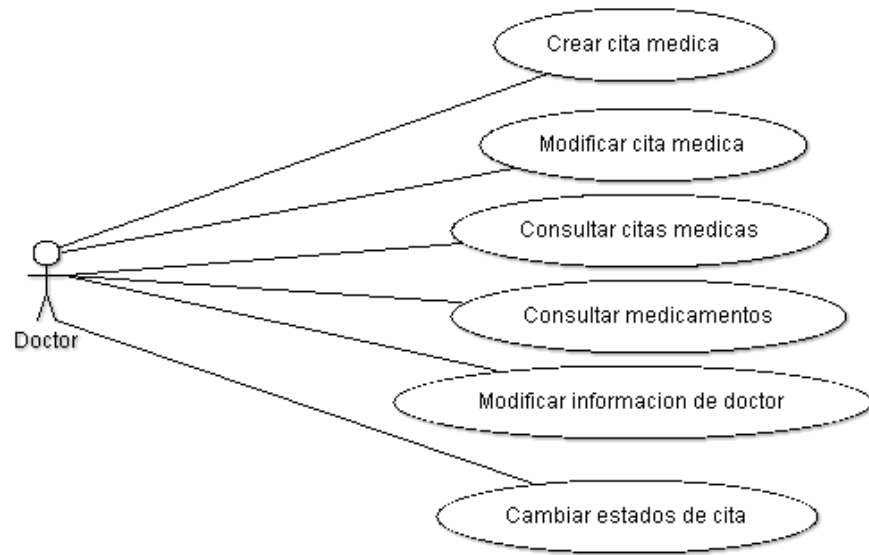 Crear cita medica
Modificar cita medica
Consultar citas medicas
Consultar medicamentos
Doctor
Modificar informacion de doctor
Cambiar estados de cita